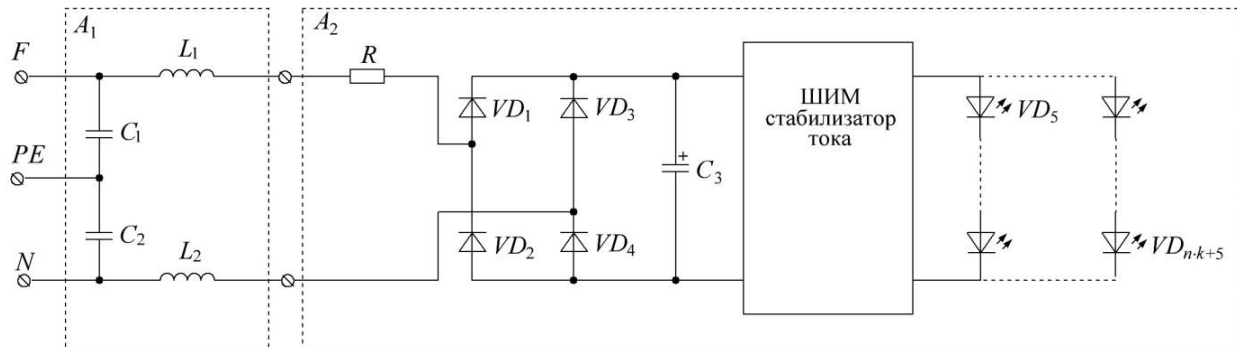 A1
A2
F
L1
R
VD1
VD3
ШИМ
стабилизатор
тока
VD5
C1
PE
+
C3
C2
VD2
VD4
N
L2
VDn·k+5